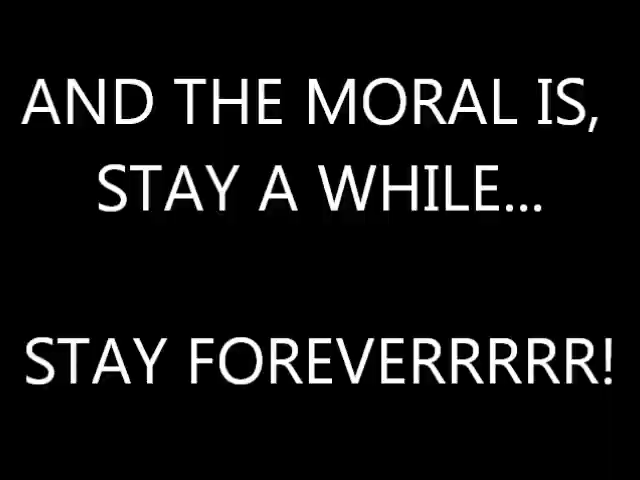 AND THE MORAL IS,
STAY A WHILE...
STAY FOREVERRRRR!